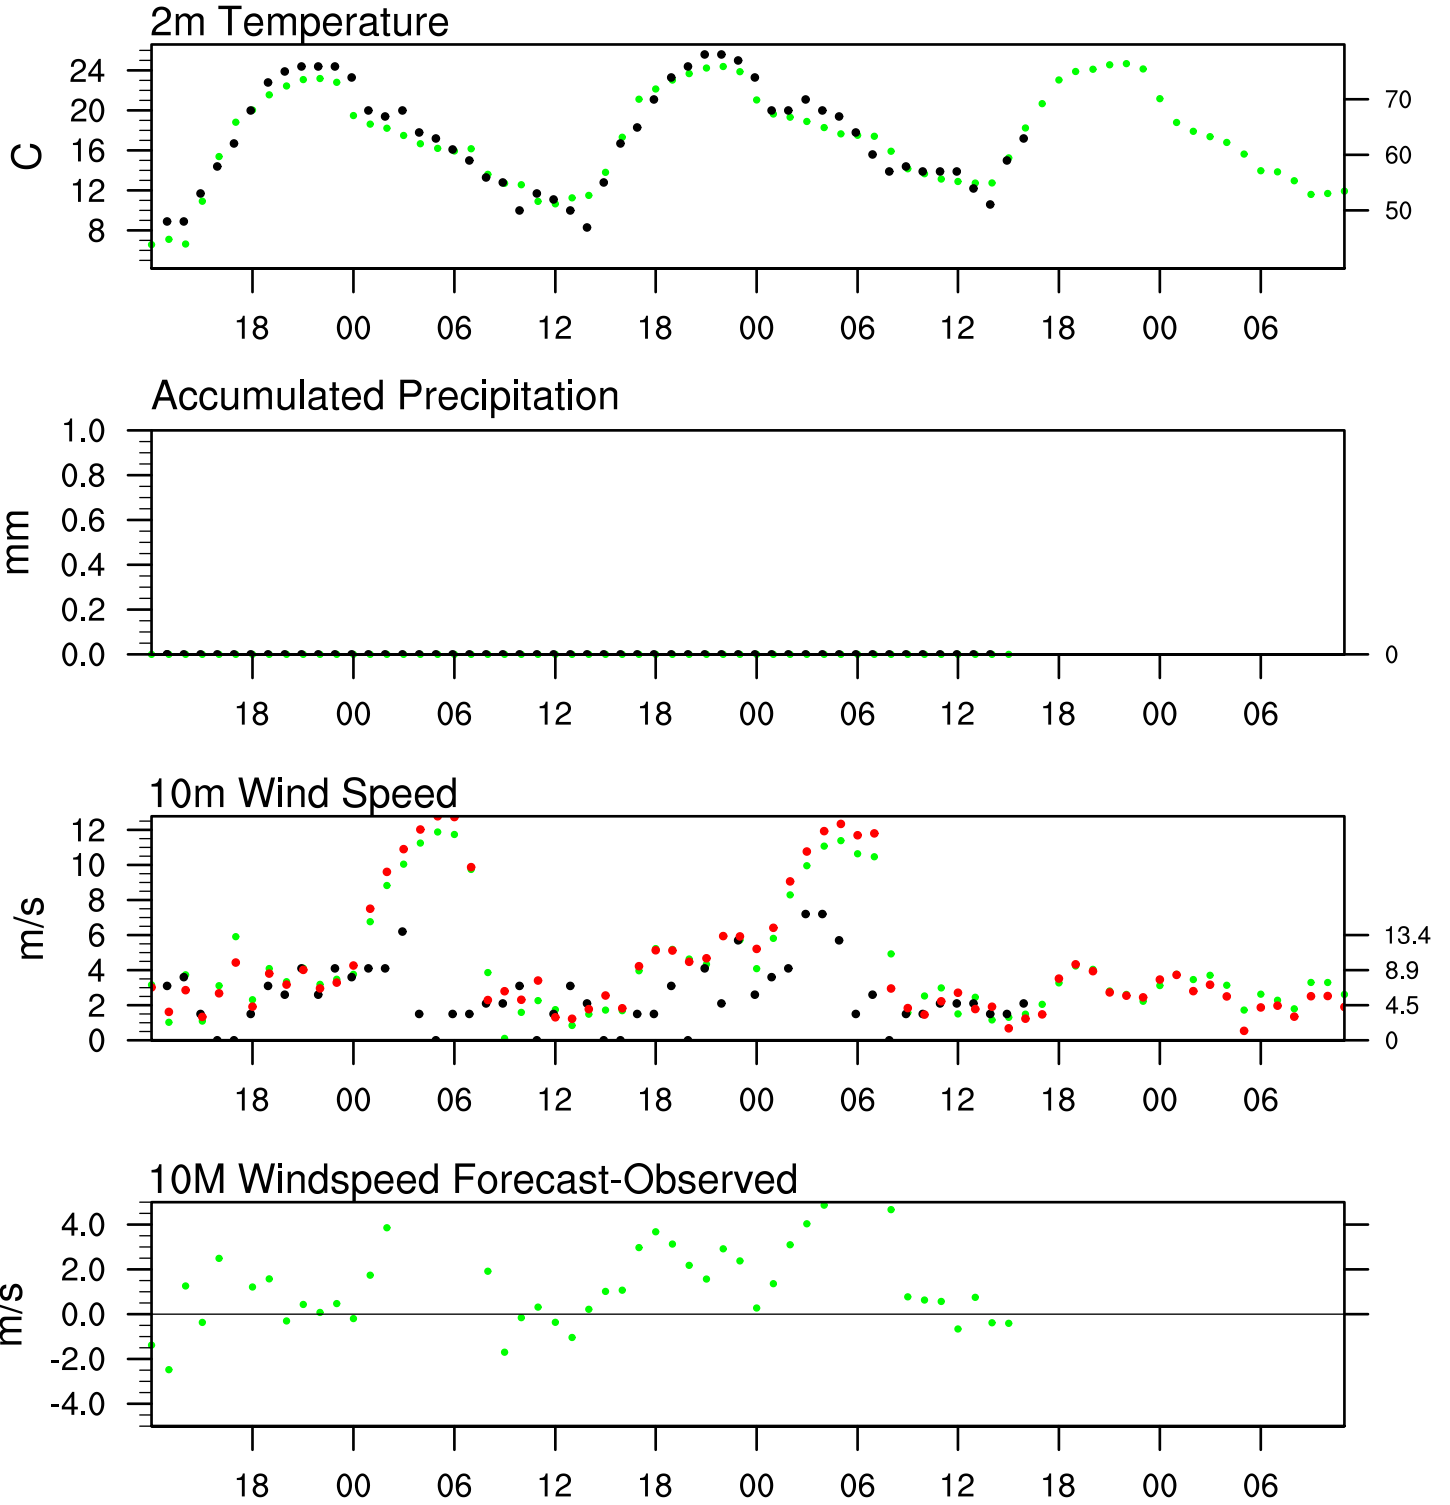 2m Temperature
24
20
16
12
8
C
70
60
50
18 00 06 12 18 00 06 12 18 00 06
Accumulated Precipitation
1.0
0.8
0.6
0.4
0.2
0.0
mm
0
18 00 06 12 18 00 06 12 18 00 06
10m Wind Speed
12
10
8
6
4
2
0
m/s
13.4
8.9
4.5
0
18 00 06 12 18 00 06 12 18 00 06
10M Windspeed Forecast-Observed
4.0
2.0
0.0
-2.0
-4.0
m/s
18 00 06 12 18 00 06 12 18 00 06